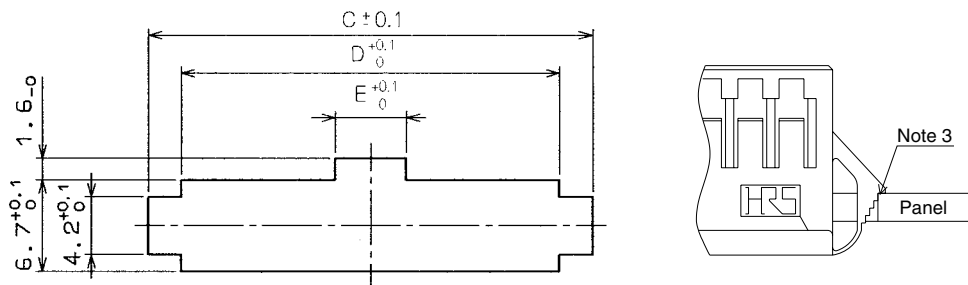 C ± 0.1
D +0.1 0
E +0.1 0
1.6 -0
6.7 +0.1 0
4.2 +0.1 0
HRS
Note 3
Panel